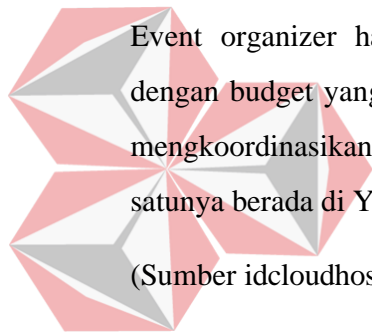 Event organizer ha
dengan budget yang
mengkoordinasikan
satunya berada di Y
(Sumber idcloudhos